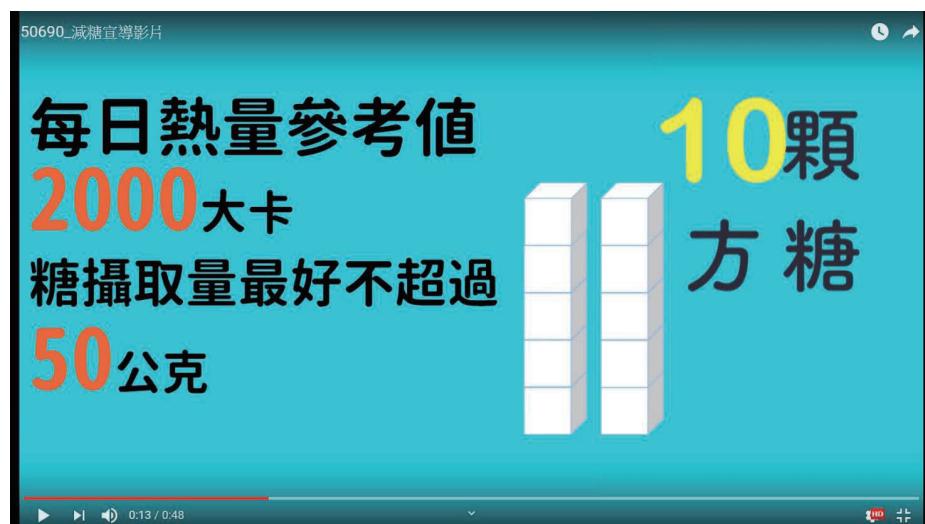 50690_減糖宣導影片
每日熱量參考值
2000大卡
糖攝取量最好不超過
50公克
10顆
方糖
0:13 / 0:48
HD